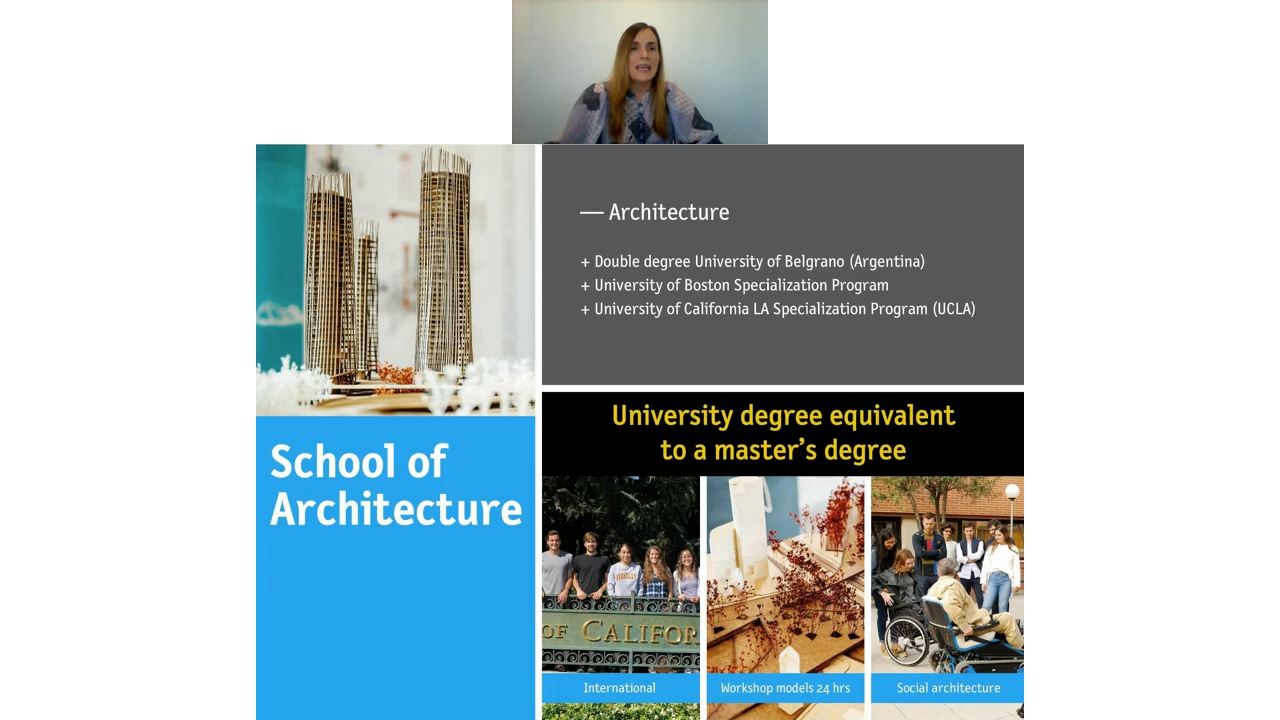 School of
Architecture
— Architecture
+ Double degree University of Belgrano (Argentina)
+ University of Boston Specialization Program
+ University of California LA Specialization Program (UCLA)
University degree equivalent
to a master’s degree
BERKELEY
OF CALIFOR
International
Workshop models 24 hrs
Social architecture